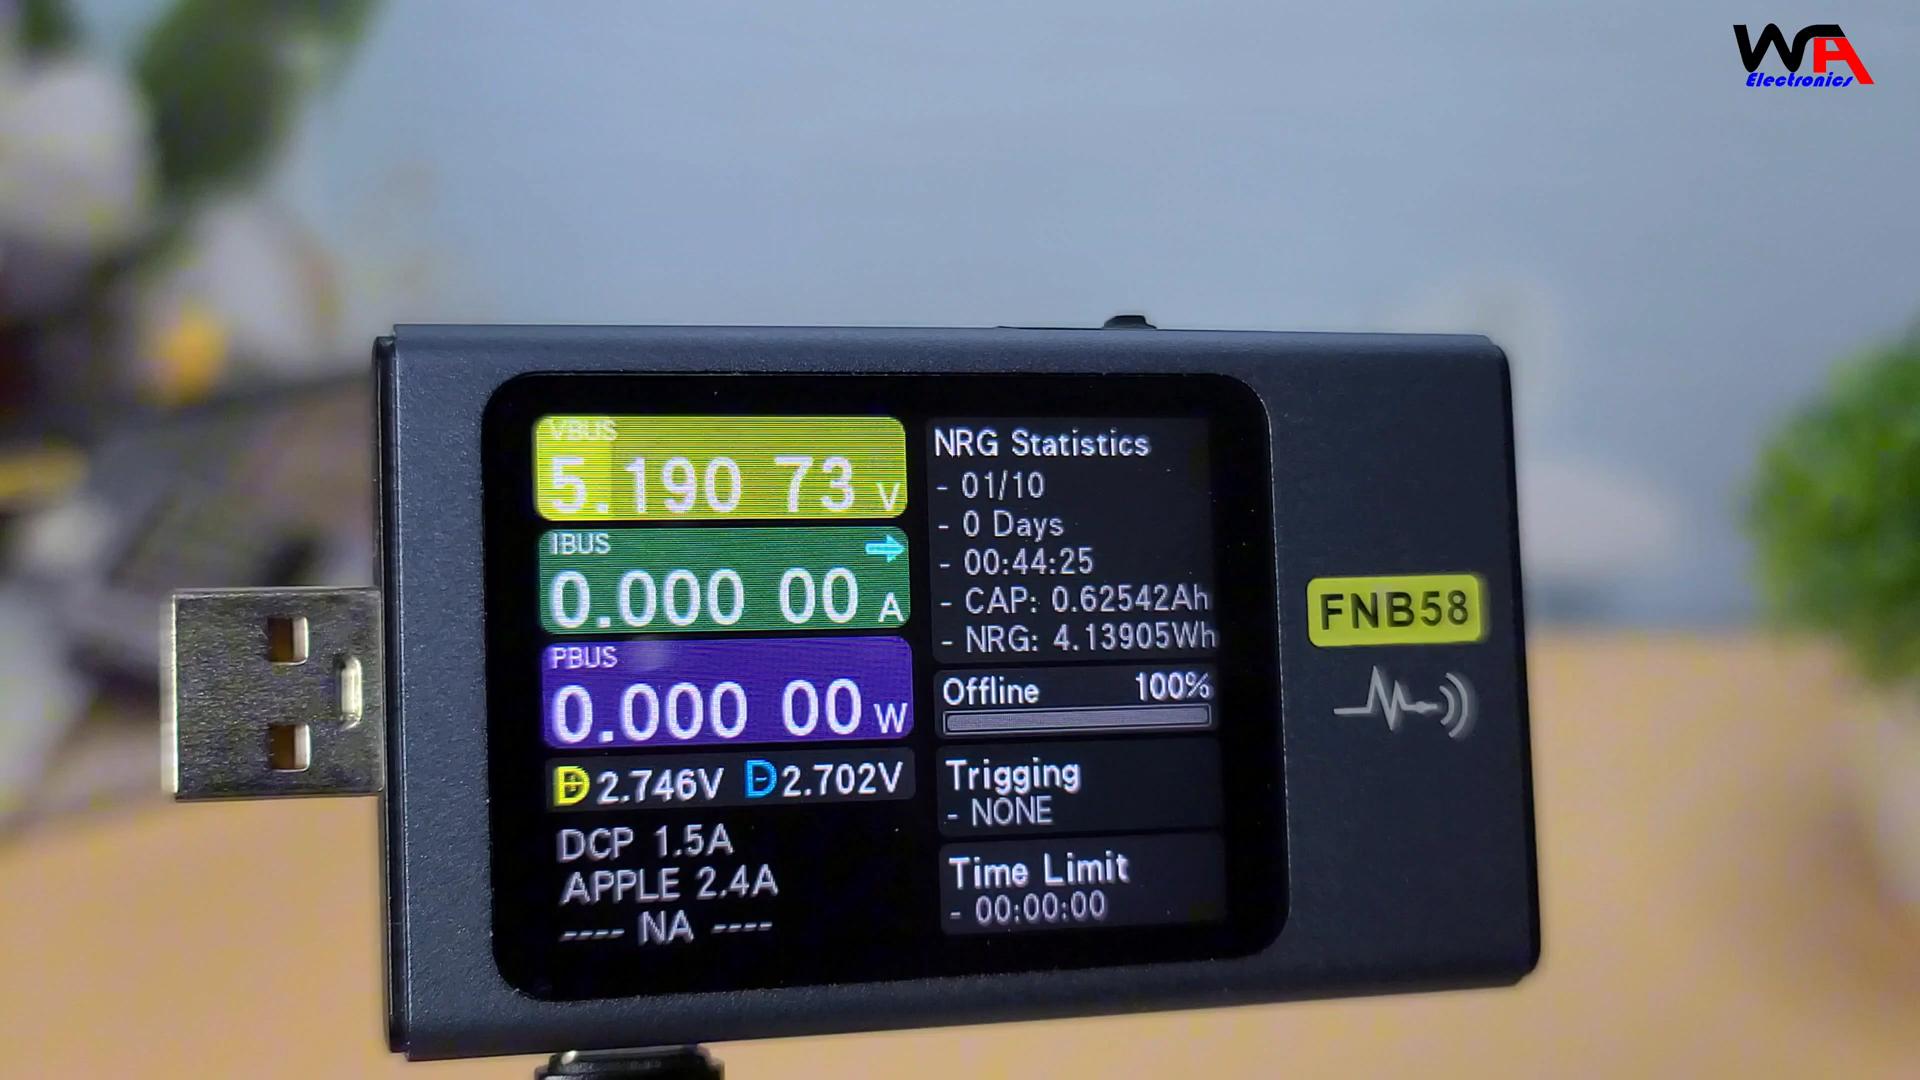 WA
Electronics
VBUS
5.190 73 V
IBUS
0.000 00 A
PBUS
0.000 00 W
D+ 2.746V D- 2.702V
DCP 1.5A
APPLE 2.4A
---- NA ----
NRG Statistics
- 01/10
- 0 Days
- 00:44:25
- CAP: 0.62542Ah
- NRG: 4.13905Wh
Offline 100%
Trigging
- NONE
Time Limit
- 00:00:00
FNB58